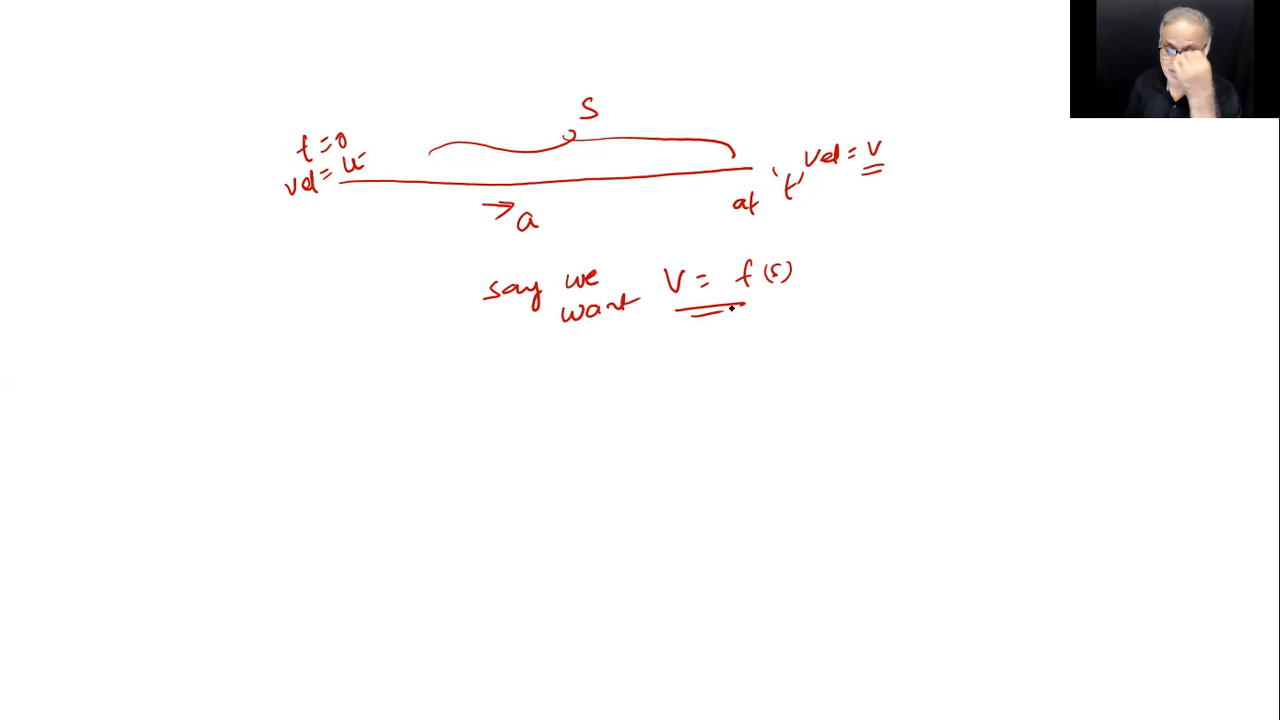 S
t=0
vel = u
vel = v
at 't'
→a
say we want V = f(s)